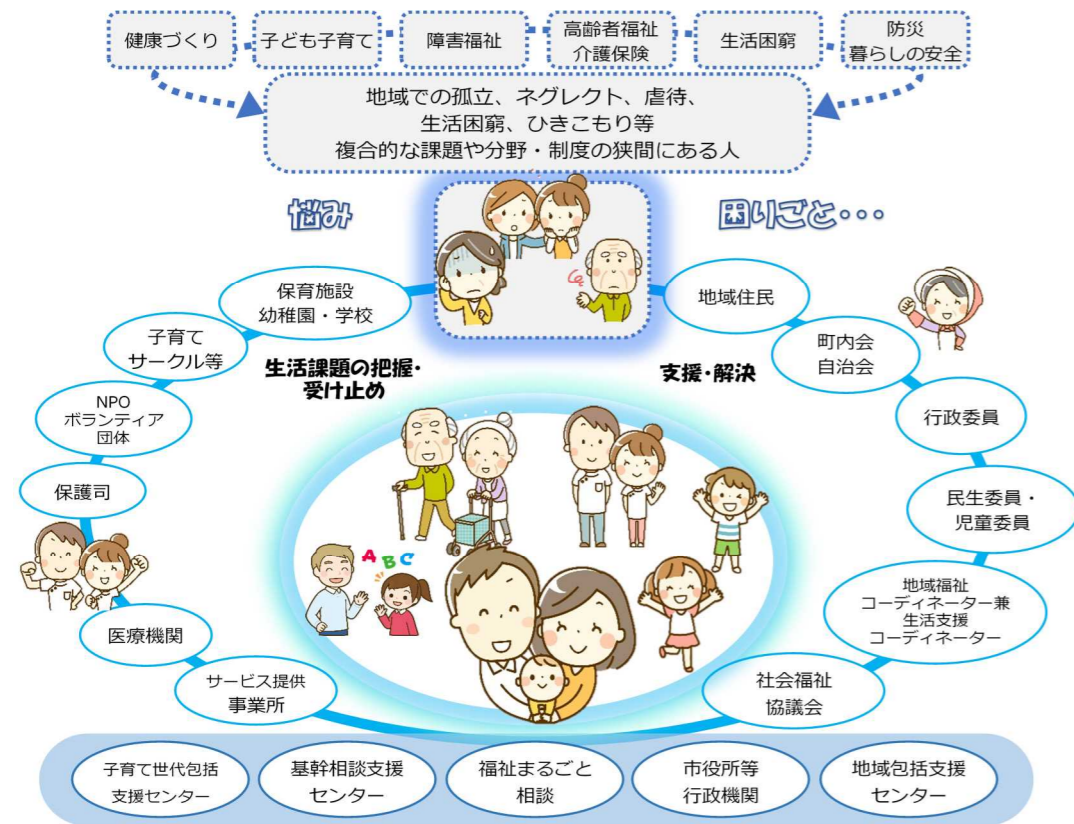 健康づくり
子ども子育て
障害福祉
高齢者福祉
介護保険
生活困窮
防災
暮らしの安全
地域での孤立、ネグレクト、虐待、
生活困窮、ひきこもり等
複合的な課題や分野・制度の狭間にある人
悩み
困りごと・・・
保育施設
幼稚園・学校
地域住民
子育て
サークル等
町内会
自治会
生活課題の把握・
受け止め
支援・解決
NPO
ボランティア
団体
行政委員
保護司
民生委員・
児童委員
A B C
地域福祉
コーディネーター兼
生活支援
コーディネーター
医療機関
サービス提供
事業所
社会福祉
協議会
子育て世代包括
支援センター
基幹相談支援
センター
福祉まるごと
相談
市役所等
行政機関
地域包括支援
センター